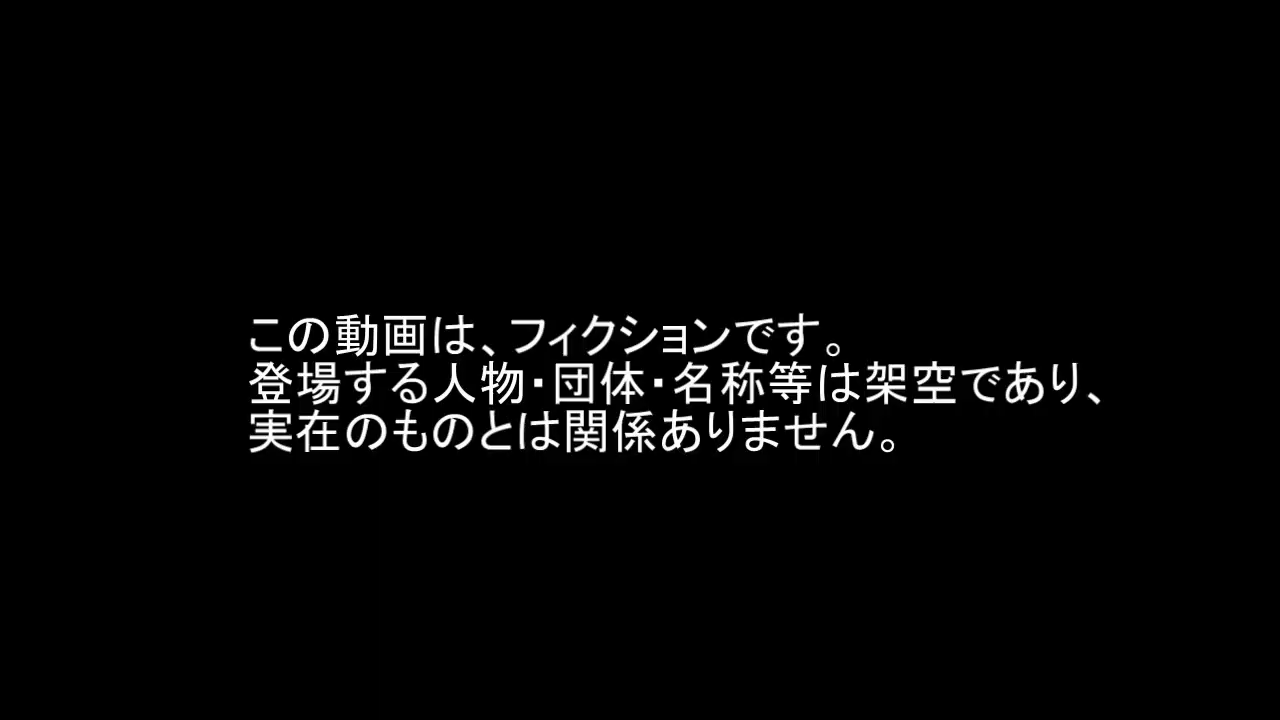 この動画は、フィクションです。
登場する人物・団体・名称等は架空であり、
実在のものとは関係ありません。